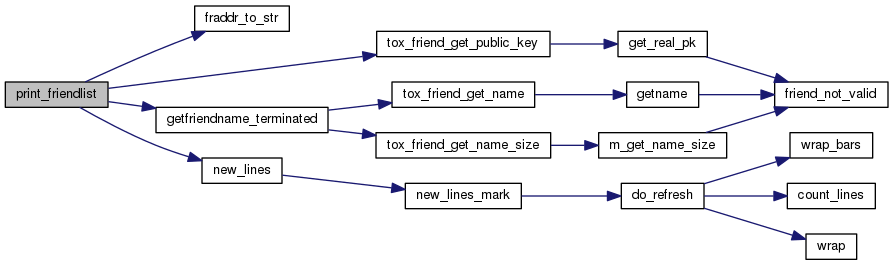 print_friendlist
fraddr_to_str
tox_friend_get_public_key
get_real_pk
friend_not_valid
getfriendname_terminated
tox_friend_get_name
getname
tox_friend_get_name_size
m_get_name_size
new_lines
new_lines_mark
do_refresh
wrap_bars
count_lines
wrap